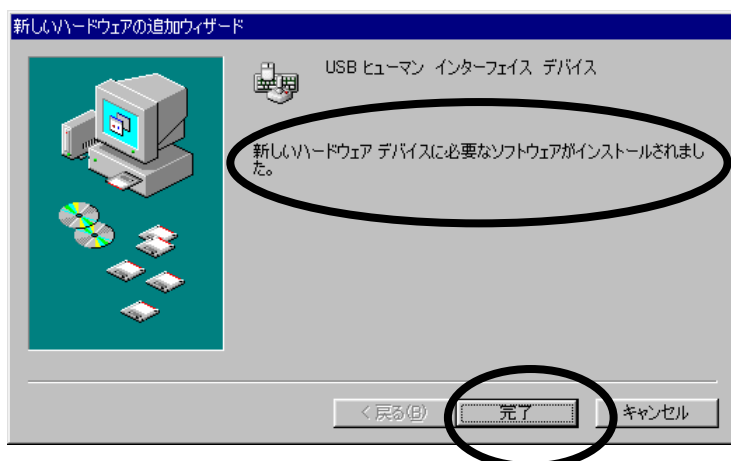 新しいハードウェアの追加ウィザード
USB ヒューマン インターフェイス デバイス
新しいハードウェア デバイスに必要なソフトウェアがインストールされまし
た。
< 戻る(B)
完了
キャンセル